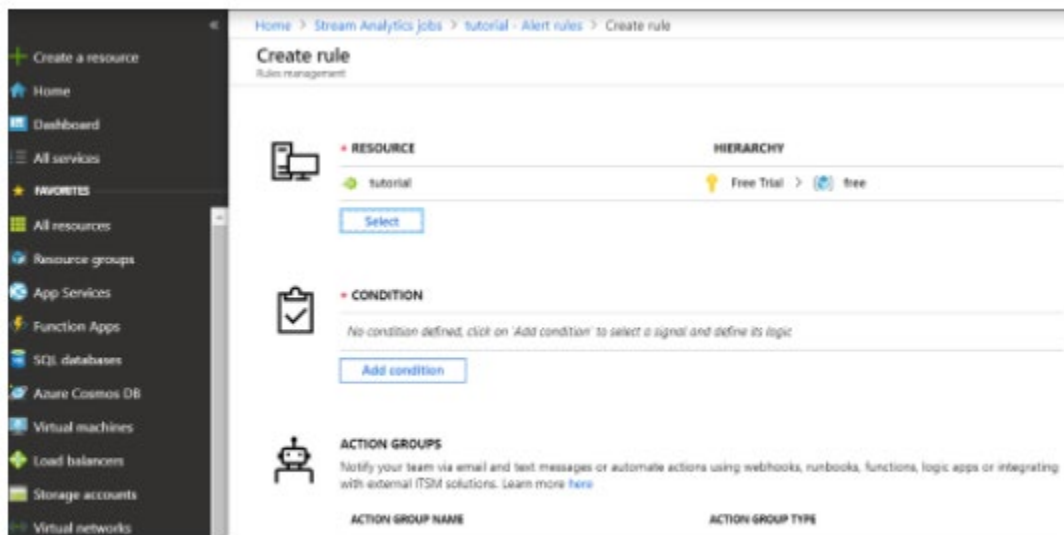 «
Create a resource
Home
Dashboard
All services
FAVORITES
All resources
Resource groups
App Services
Function Apps
SQL databases
Azure Cosmos DB
Virtual machines
Load balancers
Storage accounts
Virtual networks
Home > Stream Analytics jobs > tutorial - Alert rules > Create rule
Create rule
Rules management
* RESOURCE HIERARCHY
tutorial Free Trial > free
Select
* CONDITION
No condition defined, click on 'Add condition' to select a signal and define its logic
Add condition
ACTION GROUPS
Notify your team via email and text messages or automate actions using webhooks, runbooks, functions, logic apps or integrating
with external ITSM solutions. Learn more here
ACTION GROUP NAME ACTION GROUP TYPE